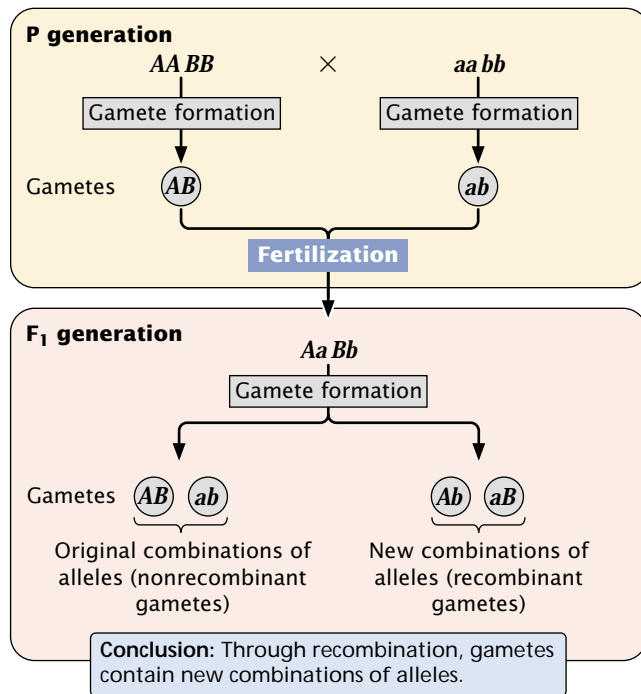 P generation
AA BB × aa bb
Gamete formation Gamete formation
Gametes AB ab
Fertilization
F₁ generation
Aa Bb
Gamete formation
Gametes AB ab Ab aB
Original combinations of New combinations of
alleles (nonrecombinant alleles (recombinant
gametes) gametes)
Conclusion: Through recombination, gametes
contain new combinations of alleles.